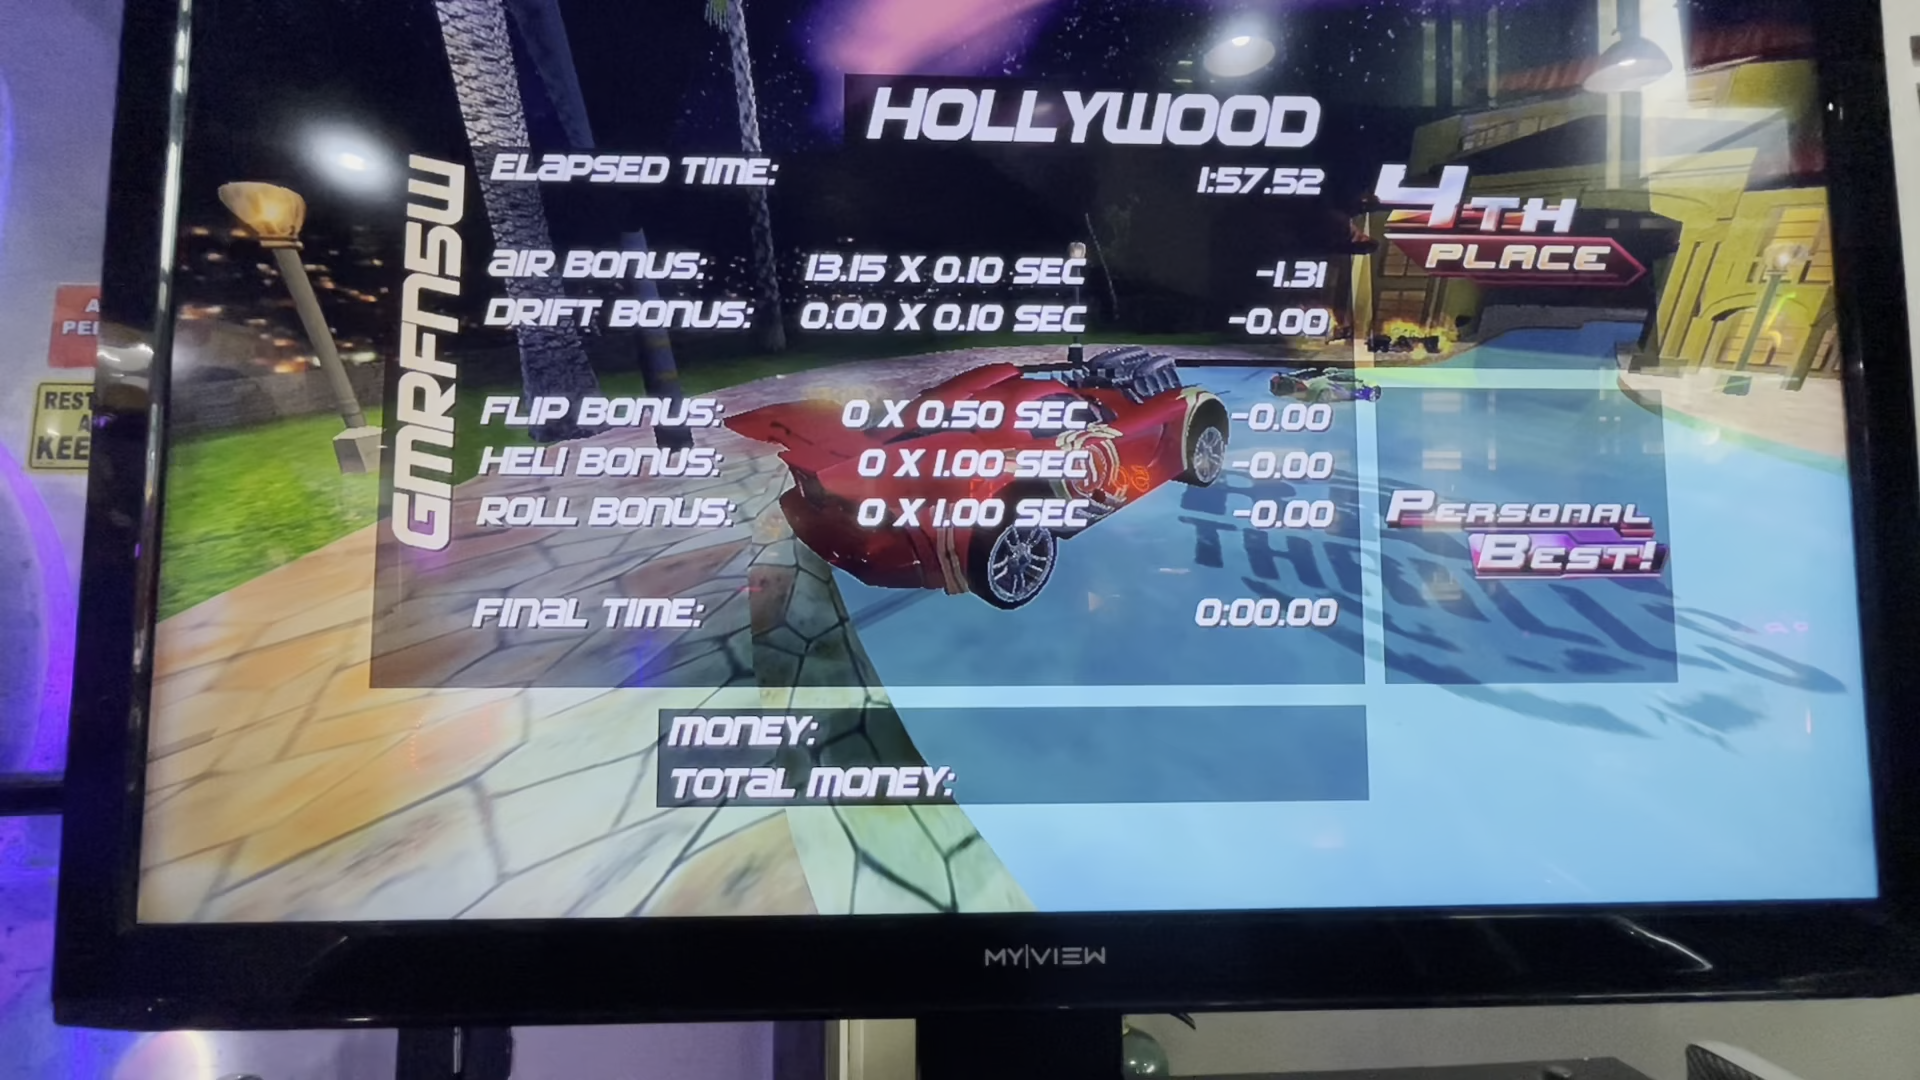 HOLLYWOOD
GMRFN5W
ELAPSED TIME: 1:57.52
4TH
PLACE
AIR BONUS: 13.15 X 0.10 SEC -1.31
DRIFT BONUS: 0.00 X 0.10 SEC -0.00
FLIP BONUS: 0 X 0.50 SEC -0.00
HELI BONUS: 0 X 1.00 SEC -0.00
ROLL BONUS: 0 X 1.00 SEC -0.00
PERSONAL
BEST!
FINAL TIME: 0:00.00
MONEY:
TOTAL MONEY:
MY|VIEW